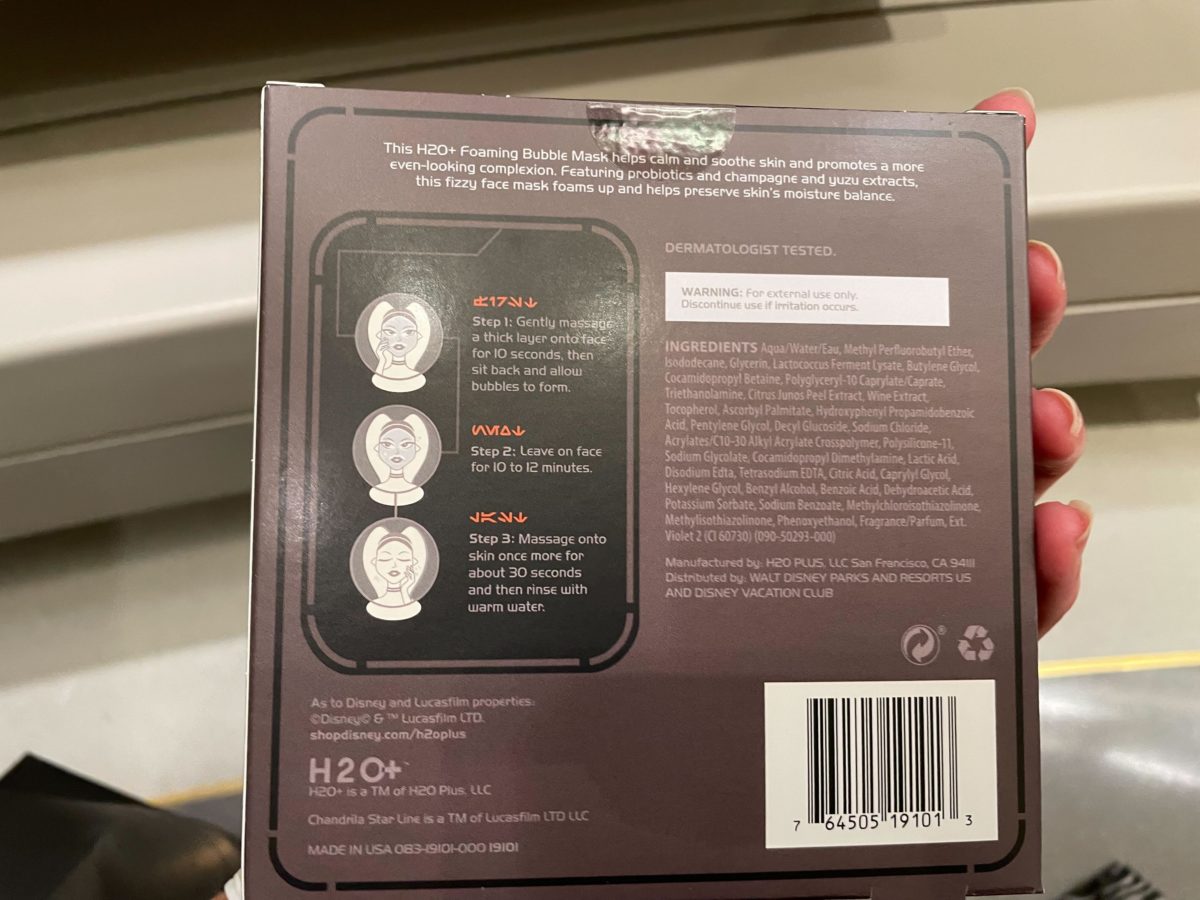 This H2O+ Foaming Bubble Mask helps calm and soothe skin and promotes a more
even-looking complexion. Featuring probiotics and champagne and yuzu extracts,
this fizzy face mask foams up and helps preserve skin's moisture balance.
Step 1: Gently massage
a thick layer onto face
for 10 seconds, then
sit back and allow
bubbles to form.
Step 2: Leave on face
for 10 to 12 minutes.
Step 3: Massage onto
skin once more for
about 30 seconds
and then rinse with
warm water.
DERMATOLOGIST TESTED.
WARNING: For external use only.
Discontinue use if irritation occurs.
INGREDIENTS Aqua/Water/Eau, Methyl Perfluorobutyl Ether,
Isododecane, Glycerin, Lactococcus Ferment Lysate, Butylene Glycol,
Cocamidopropyl Betaine, Polyglyceryl-10 Caprylate/Caprate,
Triethanolamine, Citrus Junos Peel Extract, Wine Extract,
Tocopherol, Ascorbyl Palmitate, Hydroxyphenyl Propamidobenzoic
Acid, Pentylene Glycol, Decyl Glucoside, Sodium Chloride,
Acrylates/C10-30 Alkyl Acrylate Crosspolymer, Polysilicone-11,
Sodium Glycolate, Cocamidopropyl Dimethylamine, Lactic Acid,
Disodium Edta, Tetrasodium EDTA, Citric Acid, Caprylyl Glycol,
Hexylene Glycol, Benzyl Alcohol, Benzoic Acid, Dehydroacetic Acid,
Potassium Sorbate, Sodium Benzoate, Methylchloroisothiazolinone,
Methylisothiazolinone, Phenoxyethanol, Fragrance/Parfum, Ext.
Violet 2 (CI 60730) (090-50293-000)
Manufactured by: H2O PLUS, LLC San Francisco, CA 94111
Distributed by: WALT DISNEY PARKS AND RESORTS US
AND DISNEY VACATION CLUB
As to Disney and Lucasfilm properties:
©Disney© & ™ Lucasfilm LTD.
shopdisney.com/h2oplus
H2O+
H2O+ is a TM of H2O Plus, LLC
Chandrila Star Line is a TM of Lucasfilm LTD LLC
MADE IN USA 083-19101-000 19101
7 64505 19101 3